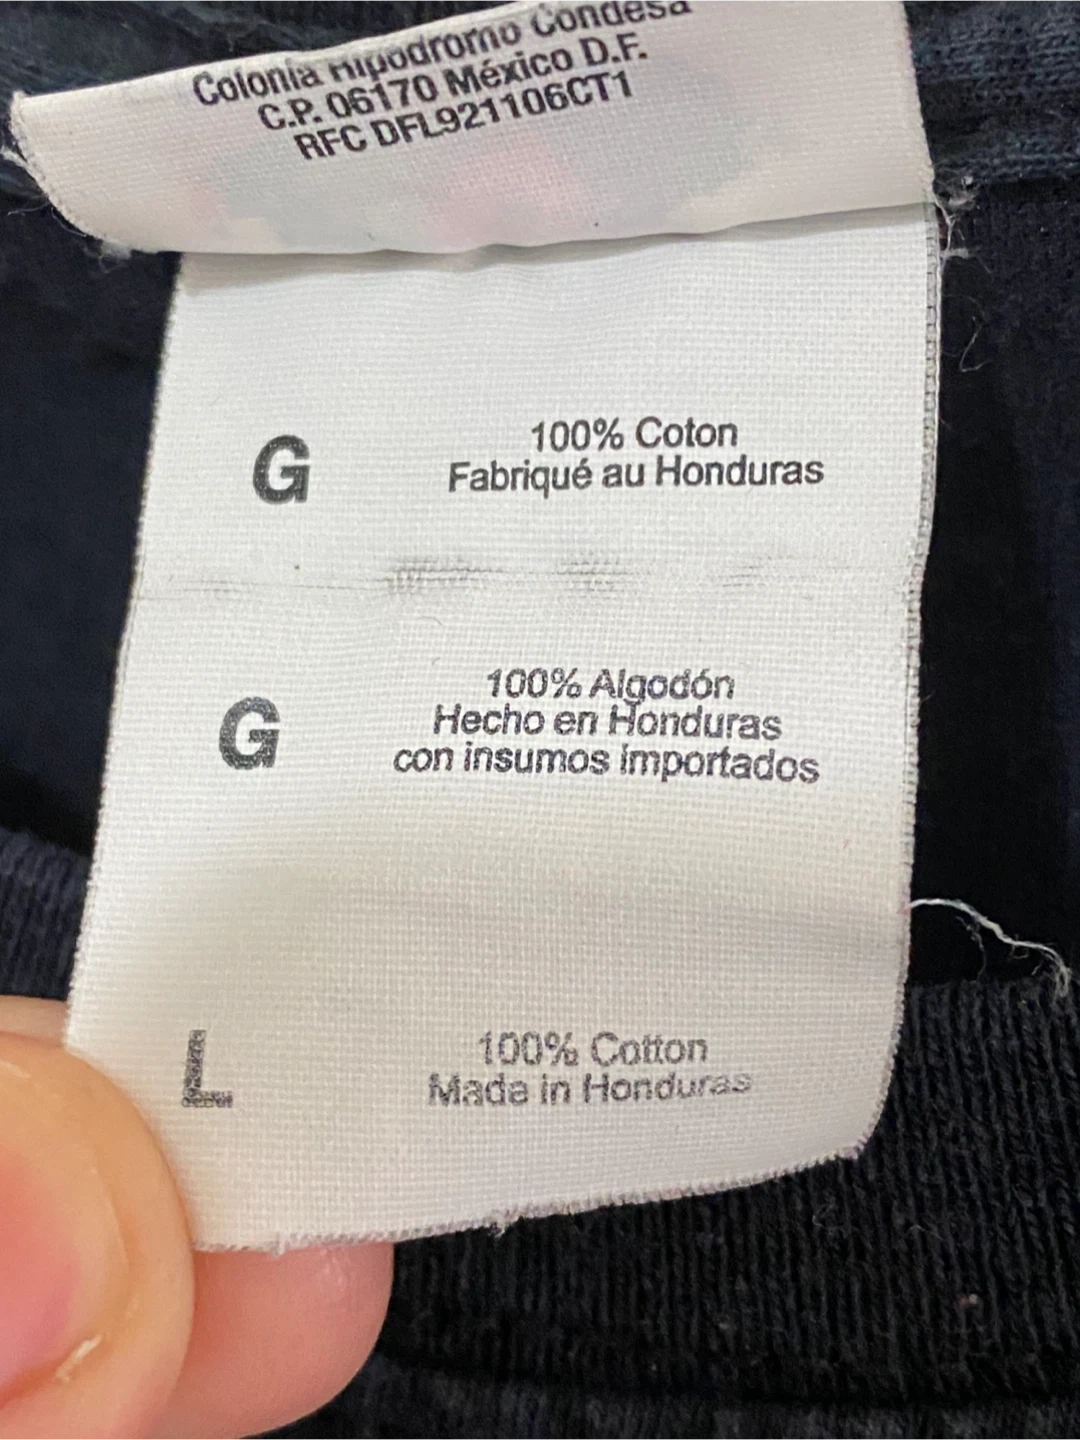 Colonia Hipodromo Condesa
C.P. 06170 México D.F.
RFC DFL921106CT1
G
100% Coton
Fabriqué au Honduras
G
100% Algodón
Hecho en Honduras
con insumos importados
L
100% Cotton
Made in Honduras